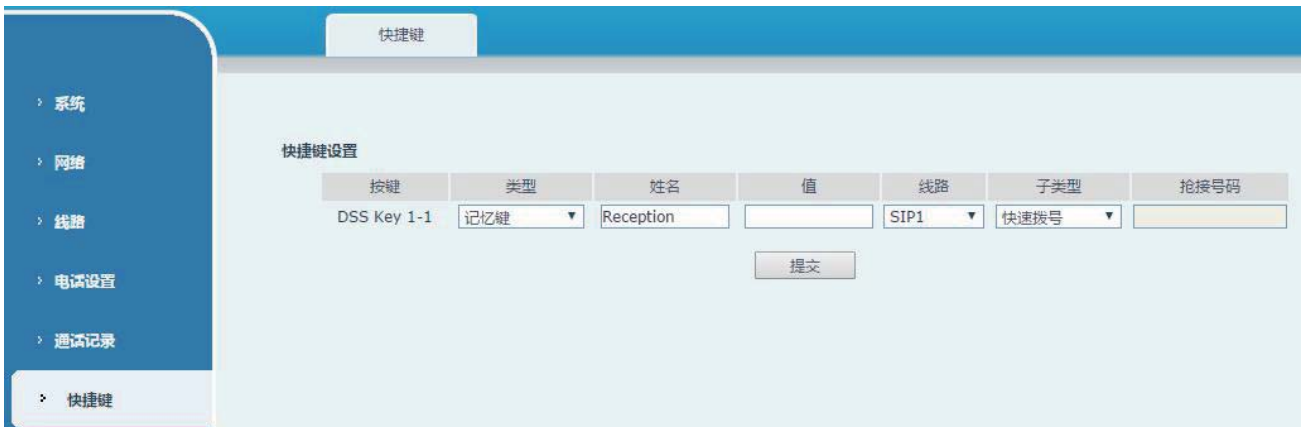 快捷键
系统
网络
线路
电话设置
通话记录
快捷键
快捷键设置
按键 类型 姓名 值 线路 子类型 抢接号码
DSS Key 1-1 记忆键 Reception SIP1 快速拨号
提交